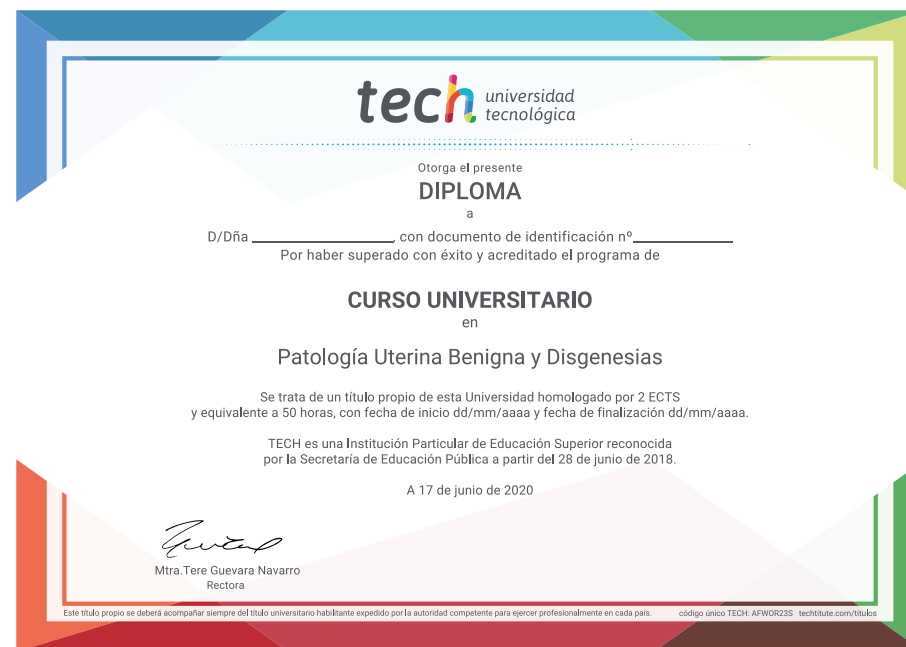 tech universidad
tecnológica
Otorga el presente
DIPLOMA
a
D/Dña ____________, con documento de identificación nº____________
Por haber superado con éxito y acreditado el programa de
CURSO UNIVERSITARIO
en
Patología Uterina Benigna y Disgenesias
Se trata de un título propio de esta Universidad homologado por 2 ECTS
y equivalente a 50 horas, con fecha de inicio dd/mm/aaaa y fecha de finalización dd/mm/aaaa.
TECH es una Institución Particular de Educación Superior reconocida
por la Secretaría de Educación Pública a partir del 28 de junio de 2018.
A 17 de junio de 2020
Mtra.Tere Guevara Navarro
Rectora
Este título propio se deberá acompañar siempre del título universitario habilitante expedido por la autoridad competente para ejercer profesionalmente en cada país. código único TECH: AFWOR23S techtitute.com/titulos